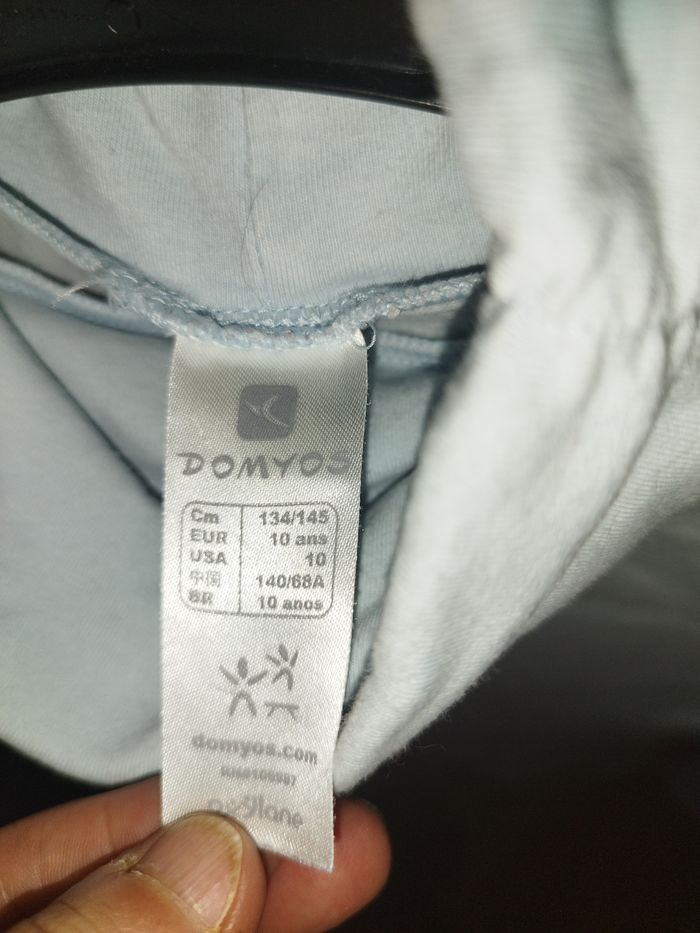 DOMYOS
Cm 134/145
EUR 10 ans
USA 10
中国 140/68A
BR 10 anos
domyos.com